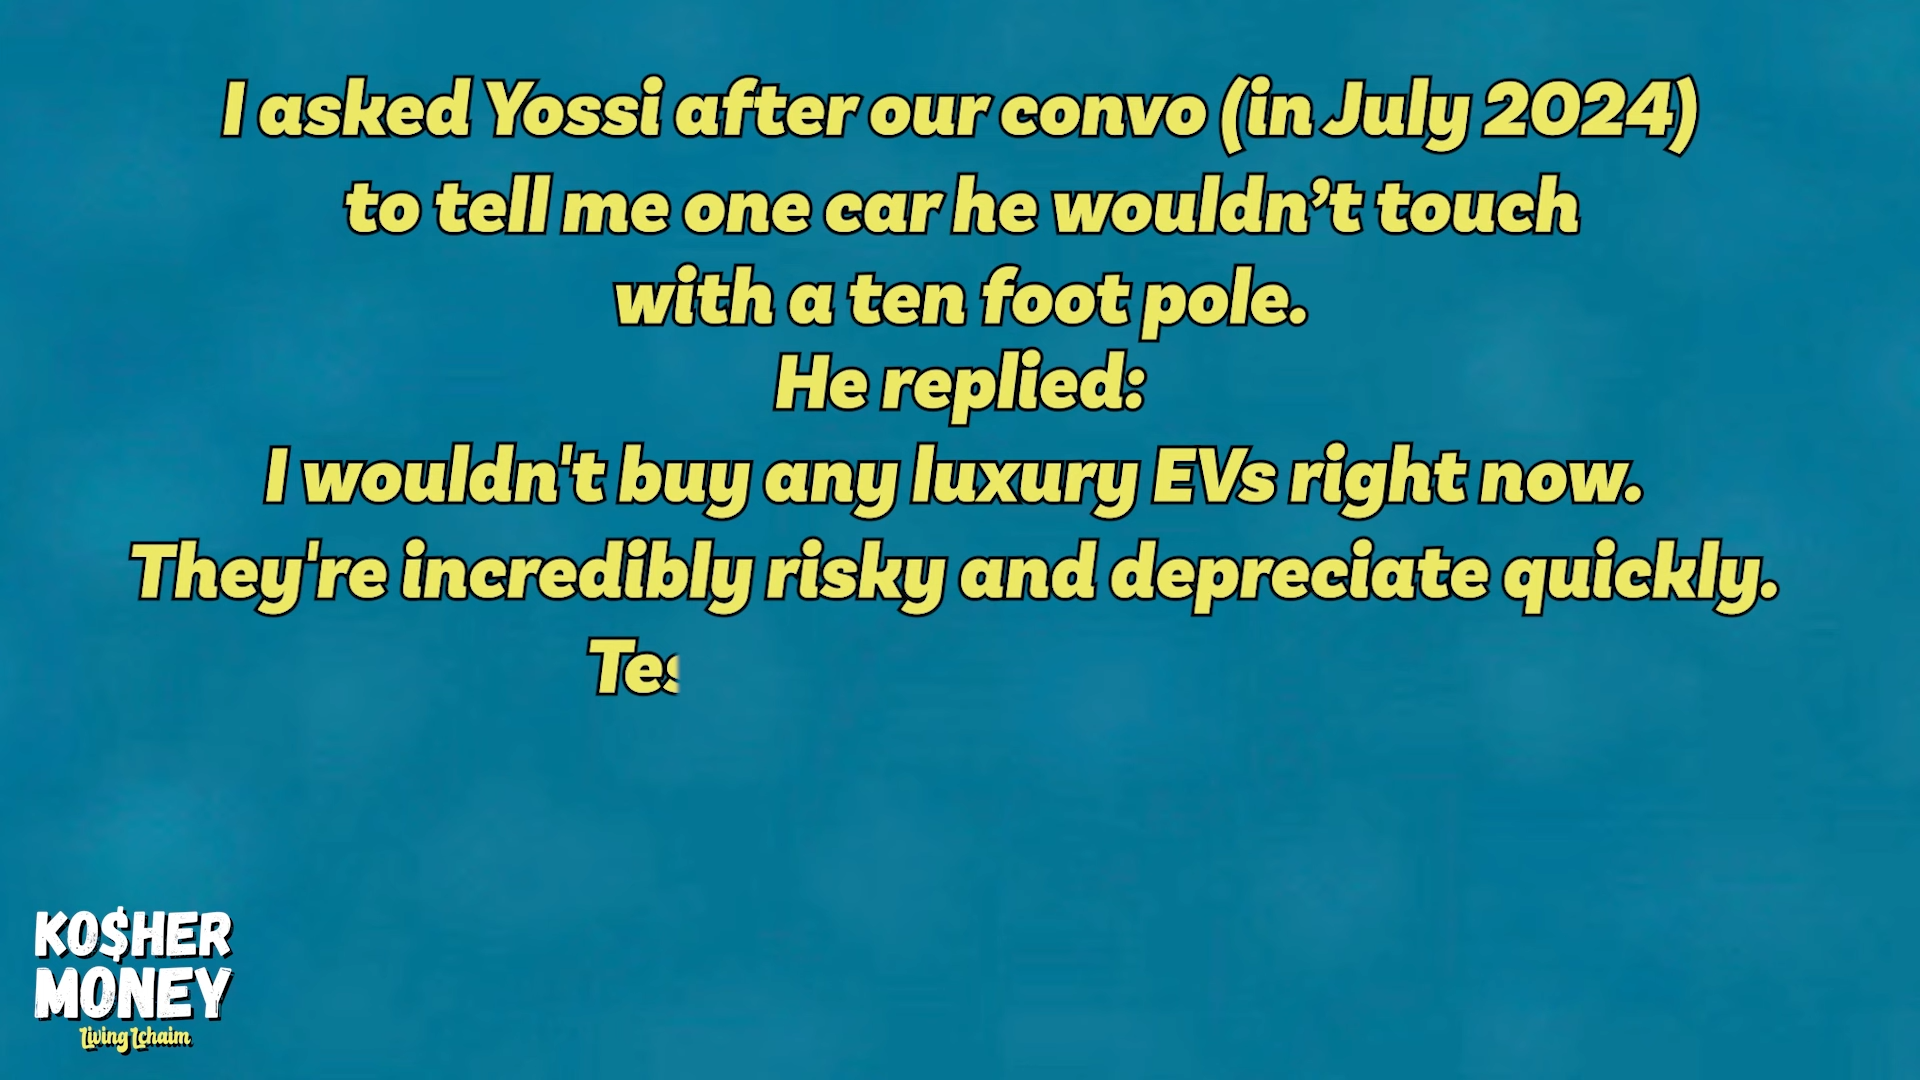 I asked Yossi after our convo (in July 2024)
to tell me one car he wouldn’t touch
with a ten foot pole.
He replied:
I wouldn't buy any luxury EVs right now.
They're incredibly risky and depreciate quickly.
KO$HER
MONEY
Living Lchaim